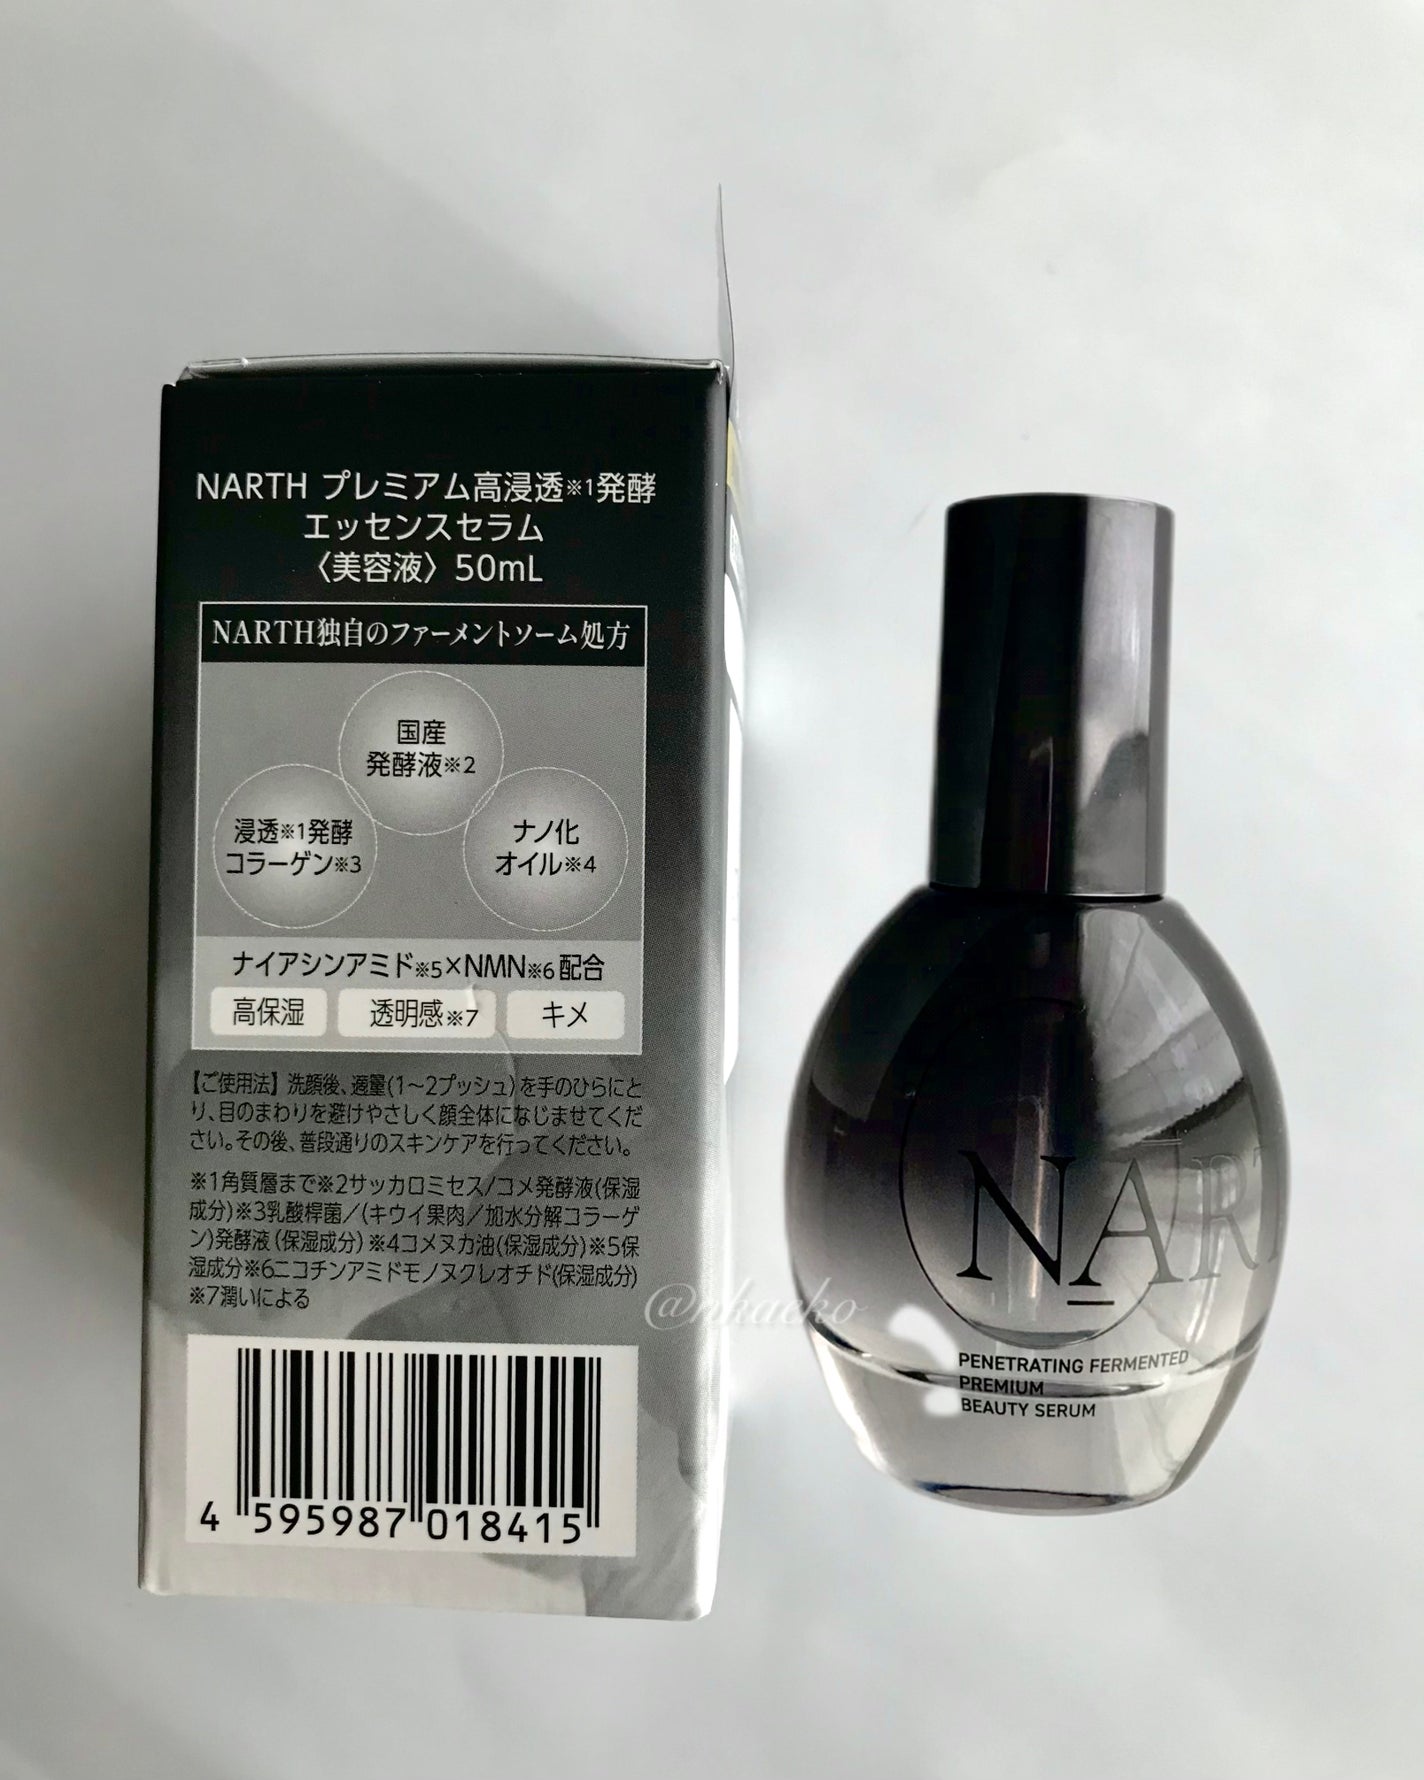 NARTH プレミアム高浸透※1発酵
エッセンスセラム
〈美容液〉50mL
NARTH独自のファーメントソーム処方
国産
発酵液※2
浸透※1発酵
コラーゲン※3
ナノ化
オイル※4
ナイアシンアミド※5×NMN※6配合
高保湿 透明感※7 キメ
【ご使用法】洗顔後、適量(1～2プッシュ)を手のひらにと
り、目のまわりを避けやさしく顔全体になじませてくだ
さい。その後、普段通りのスキンケアを行ってください。
※1角質層まで※2サッカロミセス/コメ発酵液(保湿
成分)※3乳酸桿菌／(キウイ果肉／加水分解コラーゲ
ン)発酵液(保湿成分)※4コメヌカ油(保湿成分)※5保
湿成分※6ニコチンアミドモノヌクレオチド(保湿成分)
※7潤いによる
4 595987 018415
NART
PENETRATING FERMENTED
PREMIUM
BEAUTY SERUM
@nkaeko